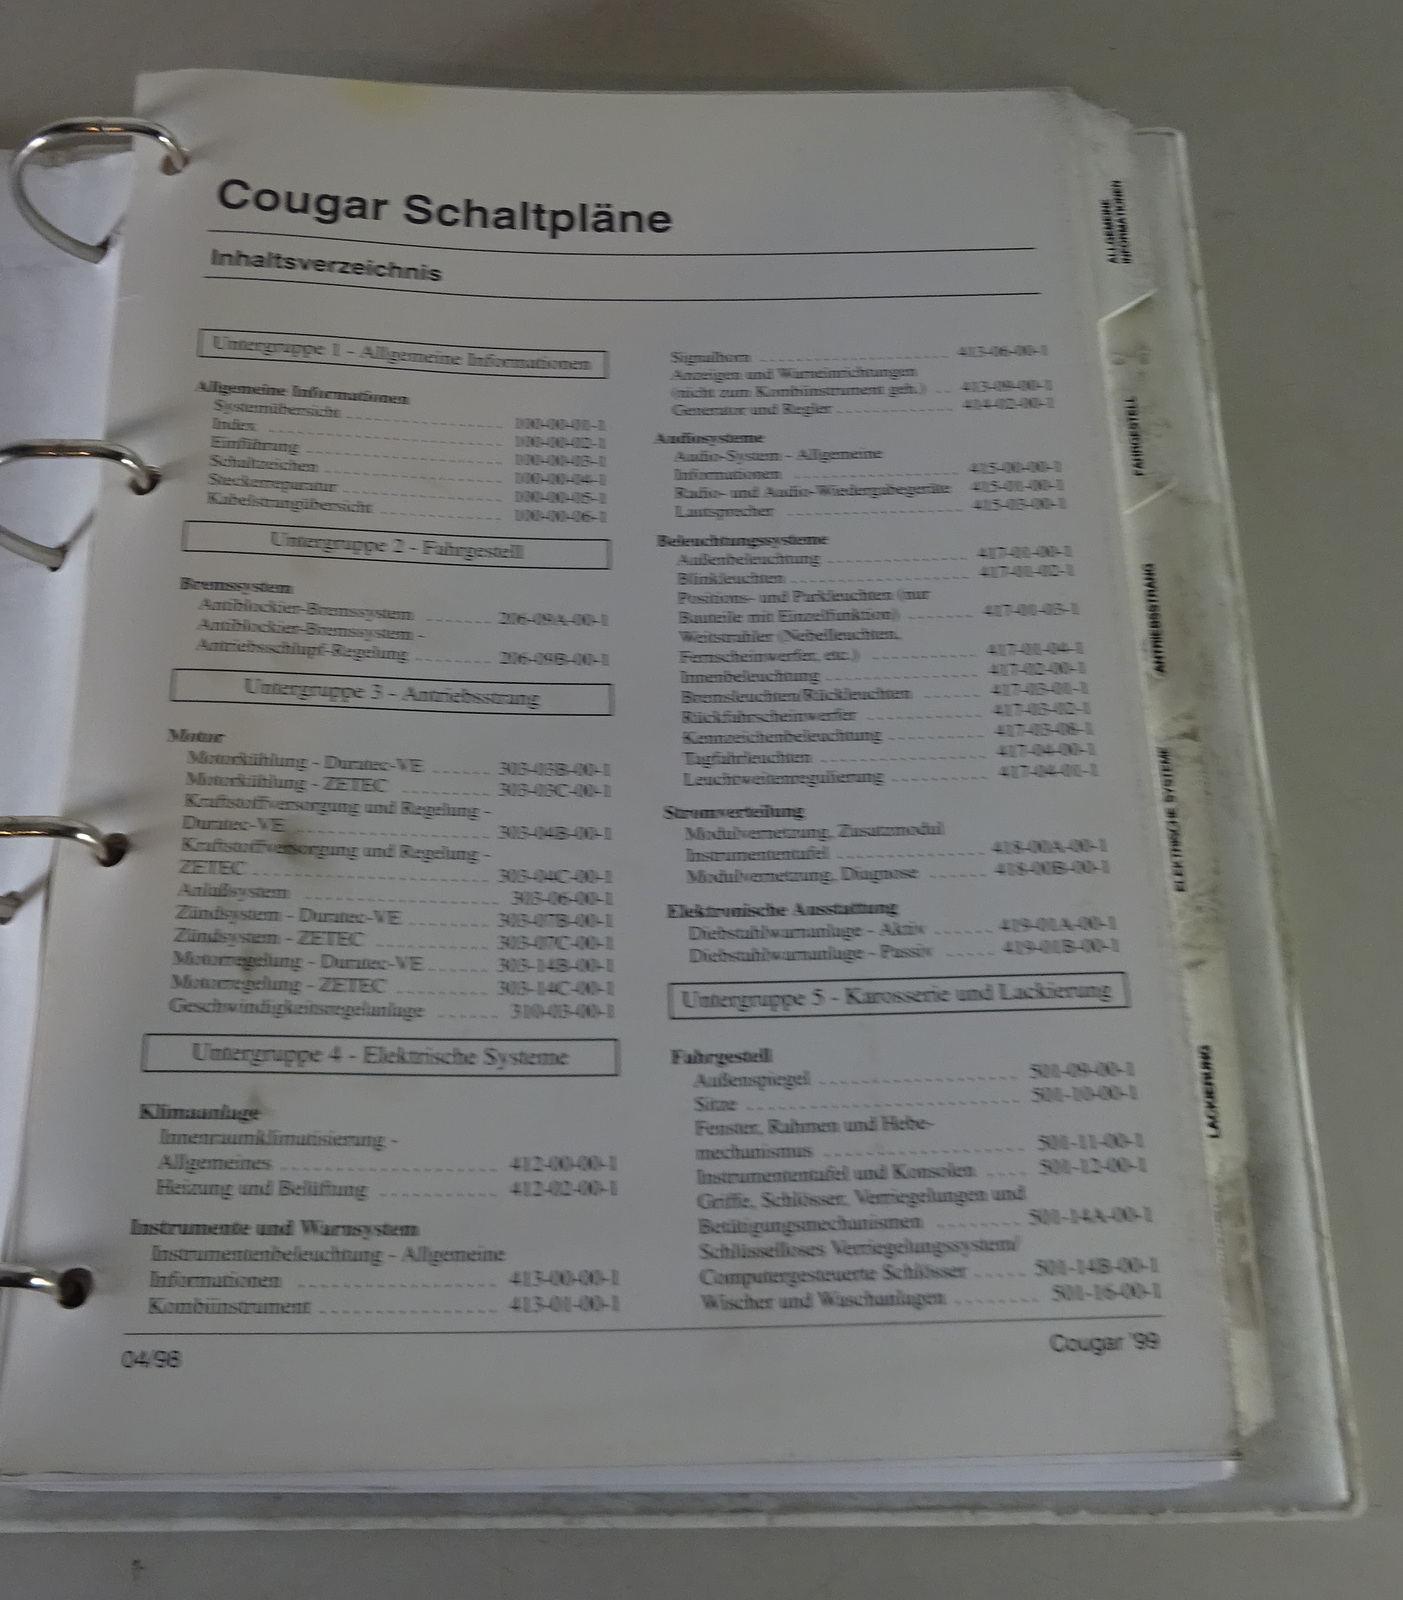 Cougar Schaltpläne
Inhaltsverzeichnis
Untergruppe 1 - Allgemeine Informationen
Allgemeine Informationen
Systemübersicht 100-00-01-1
Index 100-00-02-1
Einführung 100-00-03-1
Schaltzeichen 100-00-04-1
Steckerreparatur 100-00-05-1
Kabelstrangübersicht 100-00-06-1
Untergruppe 2 - Fahrgestell
Bremssystem
Antiblockier-Bremssystem 206-09A-00-1
Antiblockier-Bremssystem -
Antriebsschlupf-Regelung 206-09B-00-1
Untergruppe 3 - Antriebsstrang
Motor
Motorkühlung - Duratec-VE 303-03B-00-1
Motorkühlung - ZETEC 303-03C-00-1
Kraftstoffversorgung und Regelung -
Duratec-VE 303-04B-00-1
Kraftstoffversorgung und Regelung -
ZETEC 303-04C-00-1
Anlaßsystem 303-06-00-1
Zündsystem - Duratec-VE 303-07B-00-1
Zündsystem - ZETEC 303-07C-00-1
Motorregelung - Duratec-VE 303-14B-00-1
Motorregelung - ZETEC 303-14C-00-1
Geschwindigkeitsregelanlage 310-03-00-1
Untergruppe 4 - Elektrische Systeme
Klimaanlage
Innenraumklimatisierung -
Allgemeines 412-00-00-1
Heizung und Belüftung 412-02-00-1
Instrumente und Warnsystem
Instrumentenbeleuchtung - Allgemeine
Informationen 413-00-00-1
Kombiinstrument 413-01-00-1
Signalhorn 413-06-00-1
Anzeigen und Warneinrichtungen
(nicht zum Kombiinstrument geh.) 413-09-00-1
Generator und Regler 414-02-00-1
Audiosysteme
Audio-System - Allgemeine
Informationen 415-00-00-1
Radio- und Audio-Wiedergabegeräte 415-01-00-1
Lautsprecher 415-03-00-1
Beleuchtungssysteme
Außenbeleuchtung 417-01-00-1
Blinkleuchten 417-01-02-1
Positions- und Parkleuchten (nur
Bauteile mit Einzelfunktion) 417-01-03-1
Weitstrahler (Nebelleuchten,
Fernscheinwerfer, etc.) 417-01-04-1
Innenbeleuchtung 417-02-00-1
Bremsleuchten/Rückleuchten 417-03-01-1
Rückfahrscheinwerfer 417-03-02-1
Kennzeichenbeleuchtung 417-03-08-1
Tagfahrleuchten 417-04-00-1
Leuchtweitenregulierung 417-04-01-1
Stromverteilung
Modulvernetzung, Zusatzmodul
Instrumententafel 418-00A-00-1
Modulvernetzung, Diagnose 418-00B-00-1
Elektronische Ausstattung
Diebstahlwarnanlage - Aktiv 419-01A-00-1
Diebstahlwarnanlage - Passiv 419-01B-00-1
Untergruppe 5 - Karosserie und Lackierung
Fahrgestell
Außenspiegel 501-09-00-1
Sitze 501-10-00-1
Fenster, Rahmen und Hebe-
mechanismus 501-11-00-1
Instrumententafel und Konsolen 501-12-00-1
Griffe, Schlösser, Verriegelungen und
Betätigungsmechanismen 501-14A-00-1
Schlüsselloses Verriegelungssystem/
Computergesteuerte Schlösser 501-14B-00-1
Wischer und Waschanlagen 501-16-00-1
04/98
Cougar '99
ALLGEMEINE
INFORMATIONEN
FAHRGESTELL
ANTRIEBSSTRANG
ELEKTRISCHE SYSTEME
LACKIERUNG